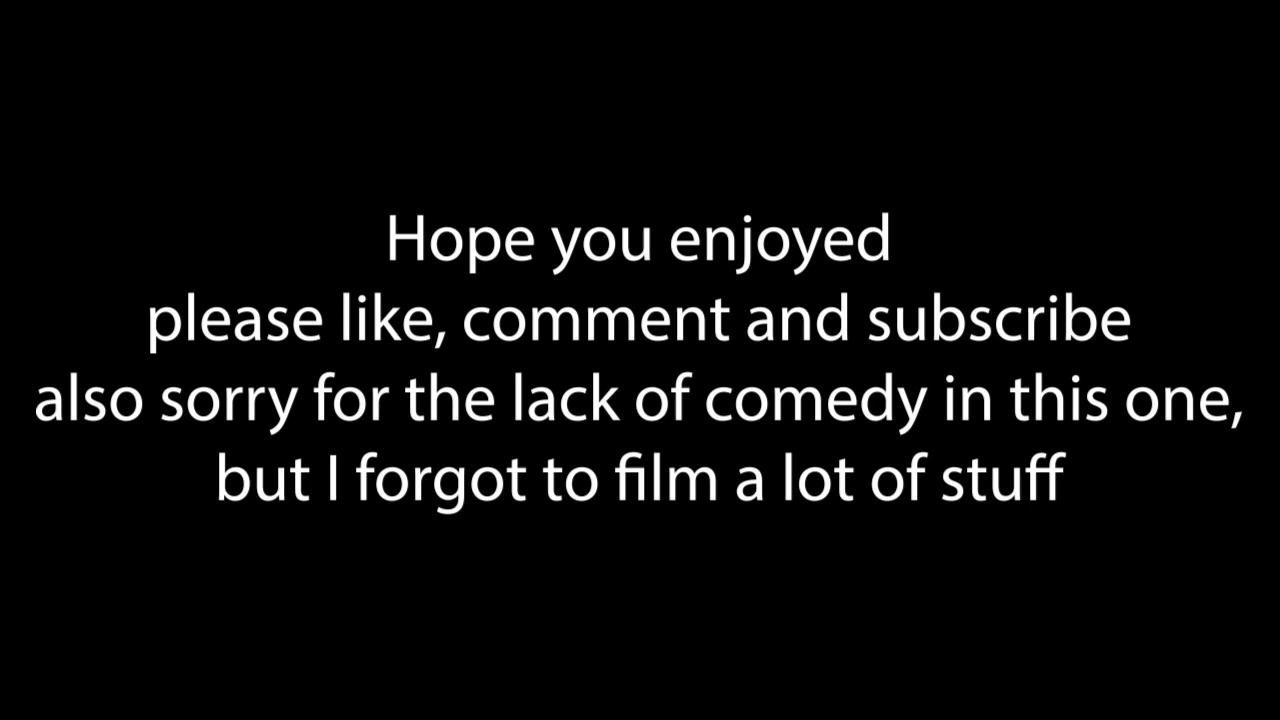 Hope you enjoyed
please like, comment and subscribe
also sorry for the lack of comedy in this one,
but I forgot to film a lot of stuff